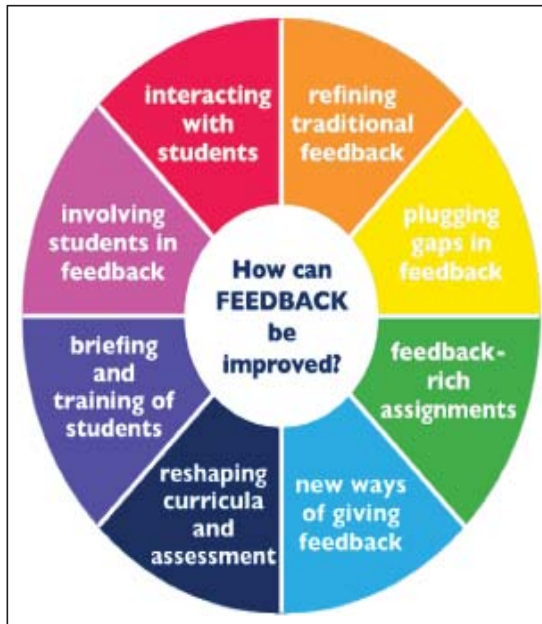 How can
FEEDBACK
be
improved?
refining
traditional
feedback
plugging
gaps in
feedback
feedback-
rich
assignments
new ways
of giving
feedback
reshaping
curricula
and
assessment
briefing
and
training of
students
involving
students in
feedback
interacting
with
students